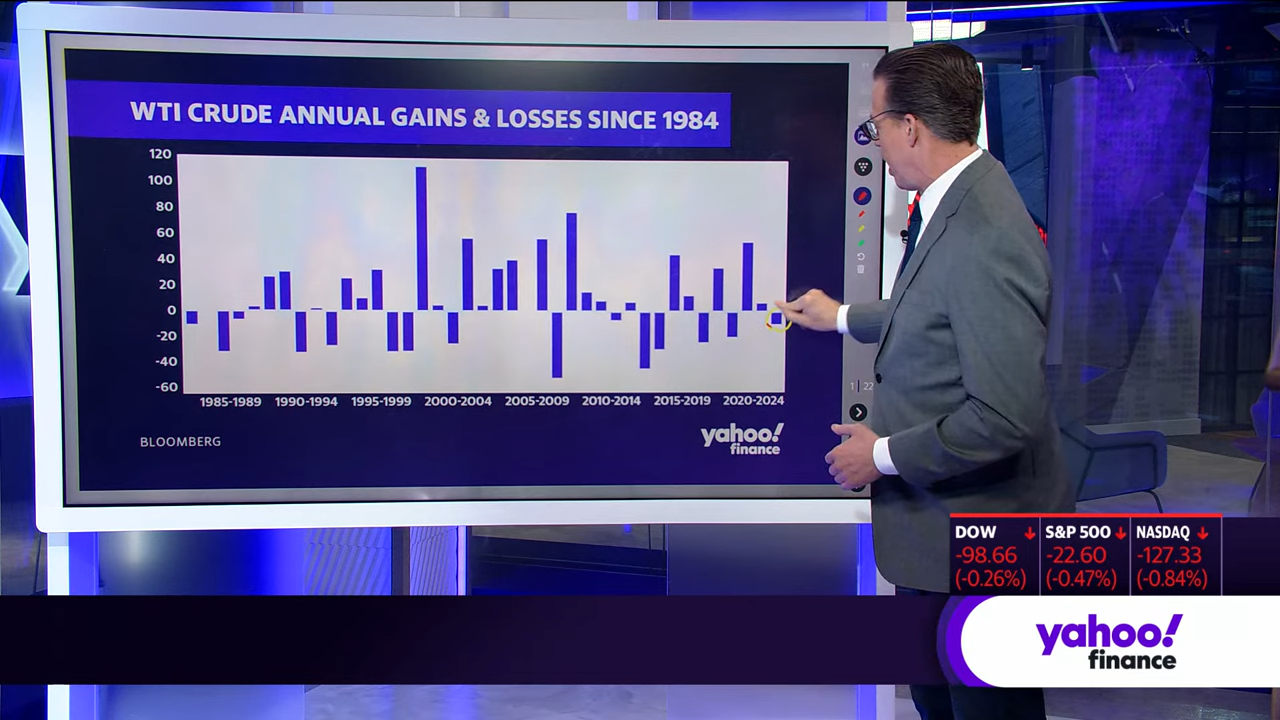 WTI CRUDE ANNUAL GAINS & LOSSES SINCE 1984
120
100
80
60
40
20
0
-20
-40
-60
1985-1989 1990-1994 1995-1999 2000-2004 2005-2009 2010-2014 2015-2019 2020-2024
BLOOMBERG
yahoo!
finance
1 | 22
DOW S&P 500 NASDAQ
-98.66 -22.60 -127.33
(-0.26%) (-0.47%) (-0.84%)
yahoo!
finance